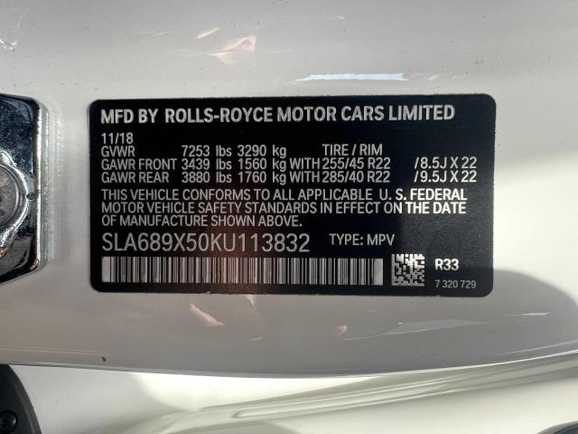 MFD BY ROLLS-ROYCE MOTOR CARS LIMITED
11/18
GVWR 7253 lbs 3290 kg TIRE / RIM
GAWR FRONT 3439 lbs 1560 kg WITH 255/45 R22 /8.5J X 22
GAWR REAR 3880 lbs 1760 kg WITH 285/40 R22 /9.5J X 22
THIS VEHICLE CONFORMS TO ALL APPLICABLE U. S. FEDERAL
MOTOR VEHICLE SAFETY STANDARDS IN EFFECT ON THE DATE
OF MANUFACTURE SHOWN ABOVE.
SLA689X50KU113832 TYPE: MPV
R33
7 320 729